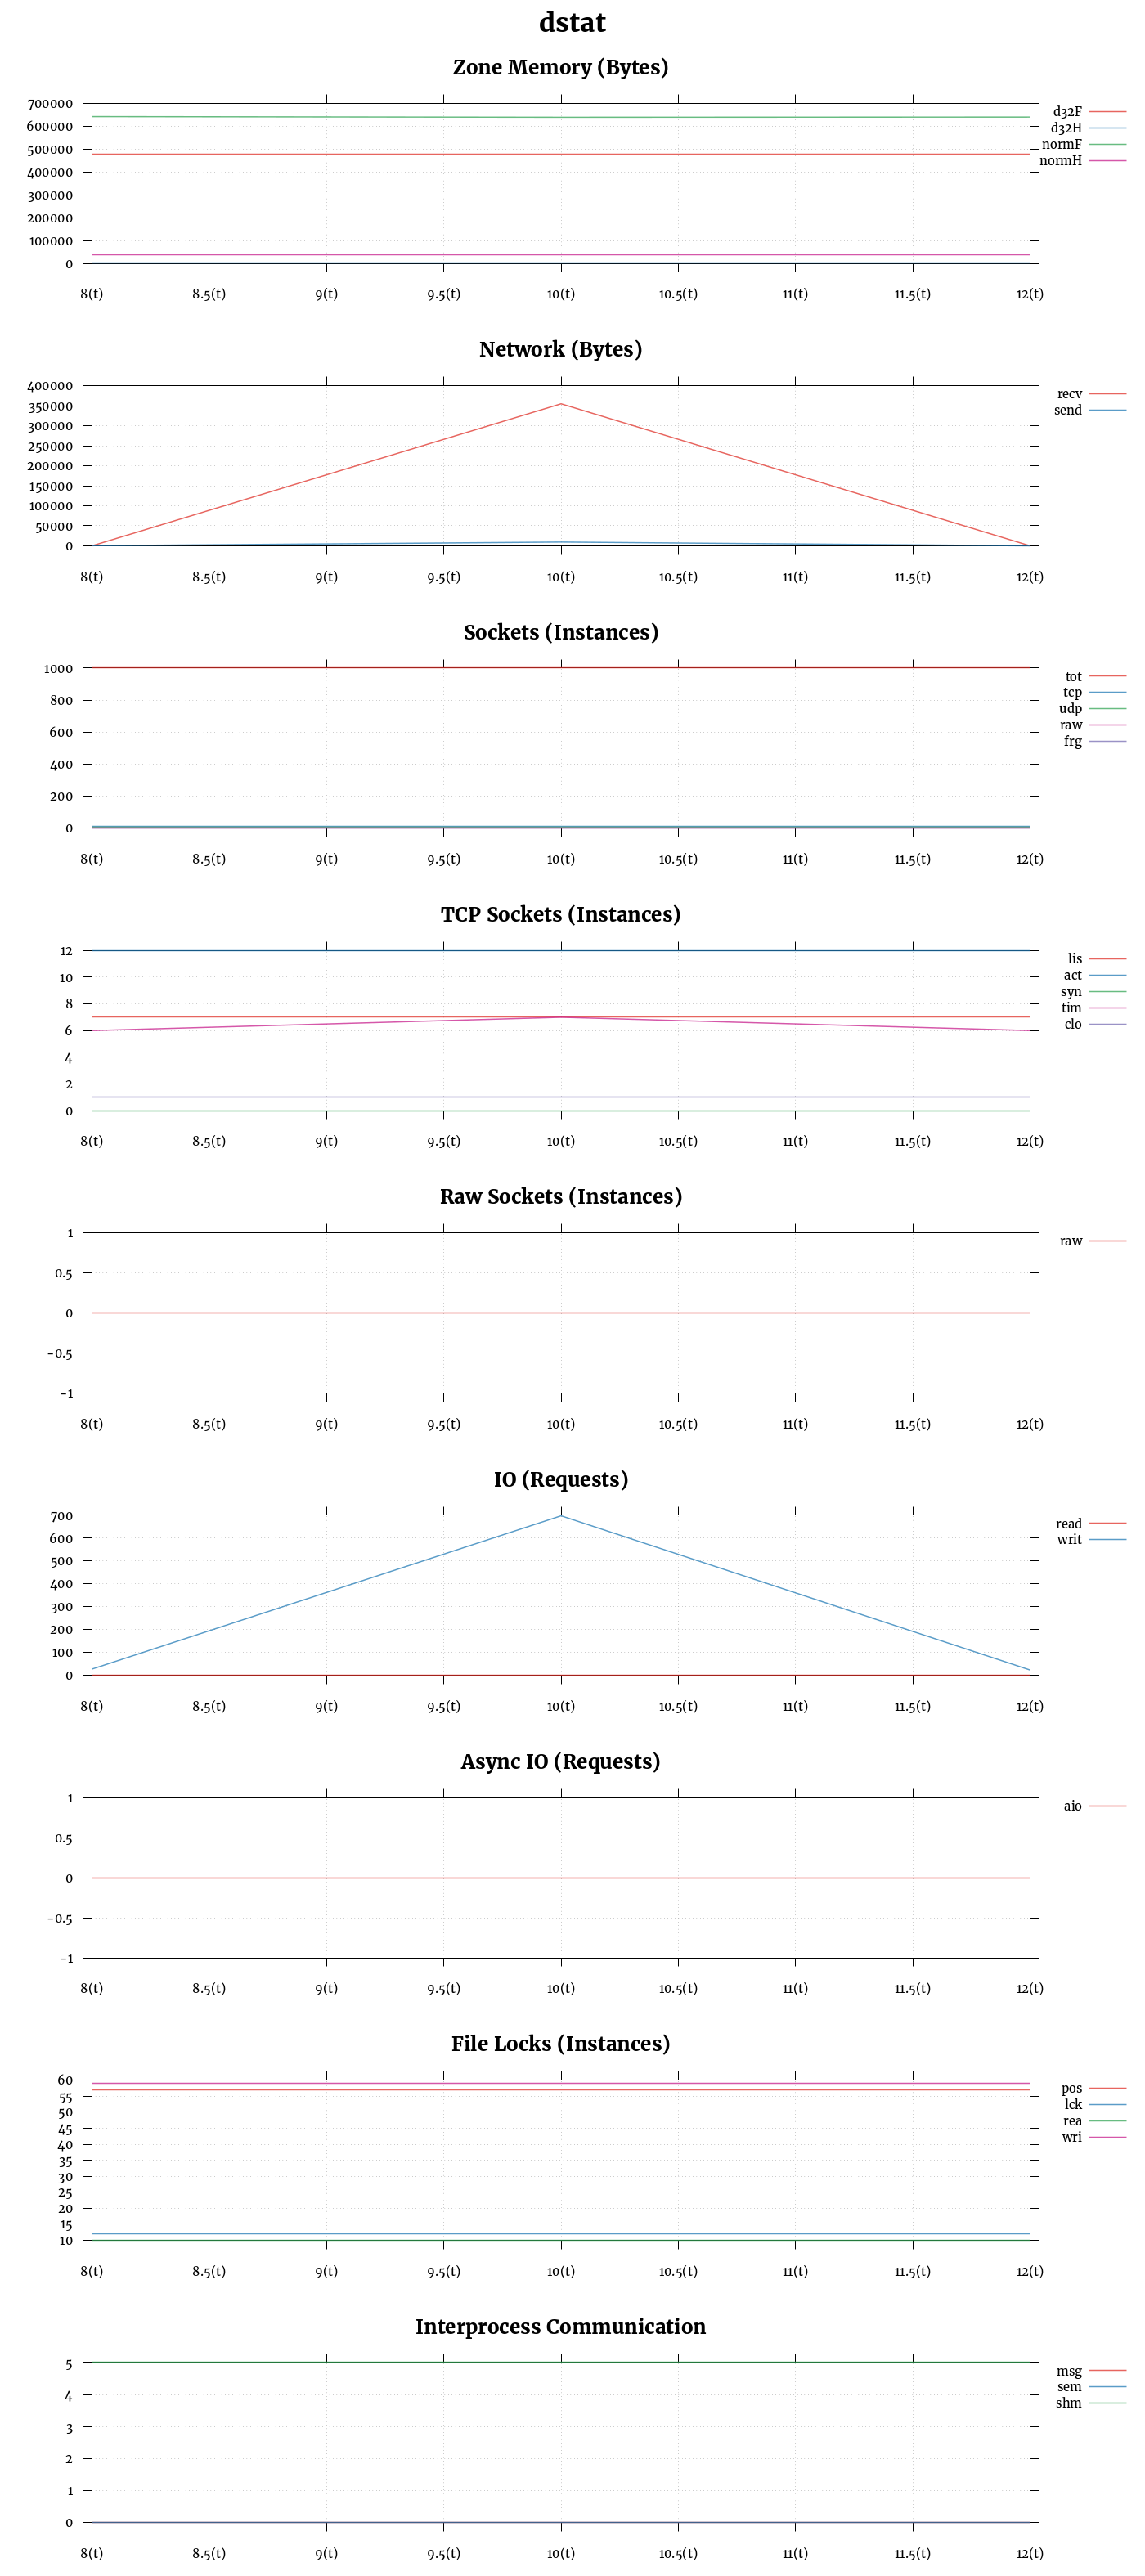 dstat
Zone Memory (Bytes)
700000
600000
500000
400000
300000
200000
100000
0
8(t) 8.5(t) 9(t) 9.5(t) 10(t) 10.5(t) 11(t) 11.5(t) 12(t)
d32F
d32H
normF
normH
Network (Bytes)
400000
350000
300000
250000
200000
150000
100000
50000
0
8(t) 8.5(t) 9(t) 9.5(t) 10(t) 10.5(t) 11(t) 11.5(t) 12(t)
recv
send
Sockets (Instances)
1000
800
600
400
200
0
8(t) 8.5(t) 9(t) 9.5(t) 10(t) 10.5(t) 11(t) 11.5(t) 12(t)
tot
tcp
udp
raw
frg
TCP Sockets (Instances)
12
10
8
6
4
2
0
8(t) 8.5(t) 9(t) 9.5(t) 10(t) 10.5(t) 11(t) 11.5(t) 12(t)
lis
act
syn
tim
clo
Raw Sockets (Instances)
1
0.5
0
-0.5
-1
8(t) 8.5(t) 9(t) 9.5(t) 10(t) 10.5(t) 11(t) 11.5(t) 12(t)
raw
IO (Requests)
700
600
500
400
300
200
100
0
8(t) 8.5(t) 9(t) 9.5(t) 10(t) 10.5(t) 11(t) 11.5(t) 12(t)
read
writ
Async IO (Requests)
1
0.5
0
-0.5
-1
8(t) 8.5(t) 9(t) 9.5(t) 10(t) 10.5(t) 11(t) 11.5(t) 12(t)
aio
File Locks (Instances)
60
55
50
45
40
35
30
25
20
15
10
8(t) 8.5(t) 9(t) 9.5(t) 10(t) 10.5(t) 11(t) 11.5(t) 12(t)
pos
lck
rea
wri
Interprocess Communication
5
4
3
2
1
0
8(t) 8.5(t) 9(t) 9.5(t) 10(t) 10.5(t) 11(t) 11.5(t) 12(t)
msg
sem
shm